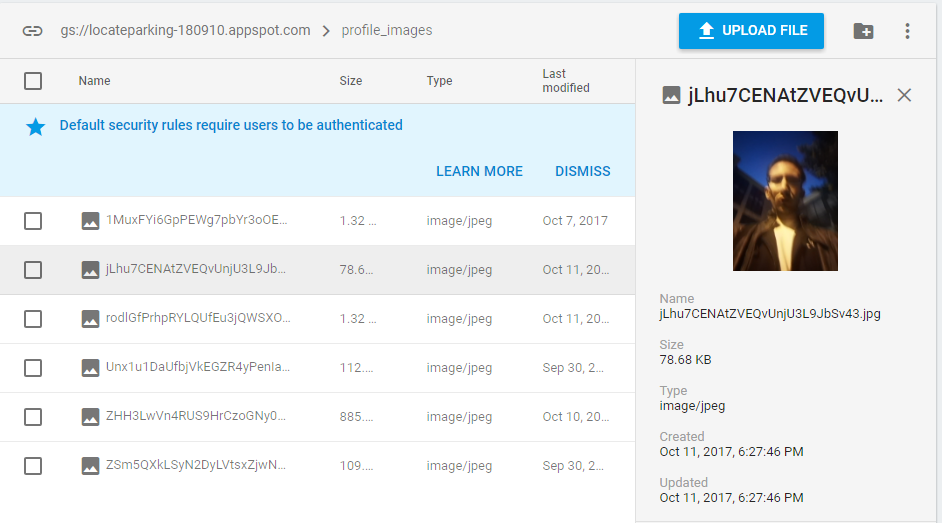 gs://locateparking-180910.appspot.com > profile_images
UPLOAD FILE
Name Size Type Last modified
Default security rules require users to be authenticated
LEARN MORE DISMISS
1MuxFYi6GpPEWg7pbYr3oOE... 1.32 ... image/jpeg Oct 7, 2017
jLhu7CENAtZVEQvUnjU3L9Jb... 78.6... image/jpeg Oct 11, 20...
rodlGfPrhpRYLQUfEu3jQWSXO... 1.32 ... image/jpeg Oct 11, 20...
Unx1u1DaUfbjVkEGZR4yPenIa... 112.... image/jpeg Sep 30, 2...
ZHH3LwVn4RUS9HrCzoGNy0... 885.... image/jpeg Oct 10, 20...
ZSm5QXkLSyN2DyLVtsxZjwN... 109.... image/jpeg Sep 30, 2...
jLhu7CENAtZVEQvU...
Name
jLhu7CENAtZVEQvUnjU3L9JbSv43.jpg
Size
78.68 KB
Type
image/jpeg
Created
Oct 11, 2017, 6:27:46 PM
Updated
Oct 11, 2017, 6:27:46 PM